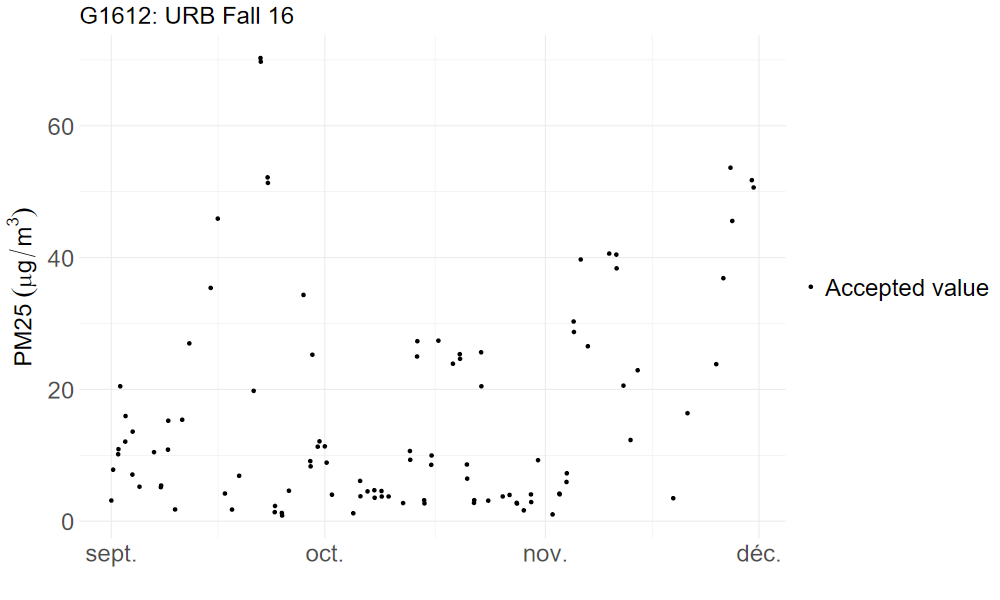 G1612: URB Fall 16
PM25 (μg/m³)
60
40
20
0
sept.
oct.
nov.
déc.
Accepted value